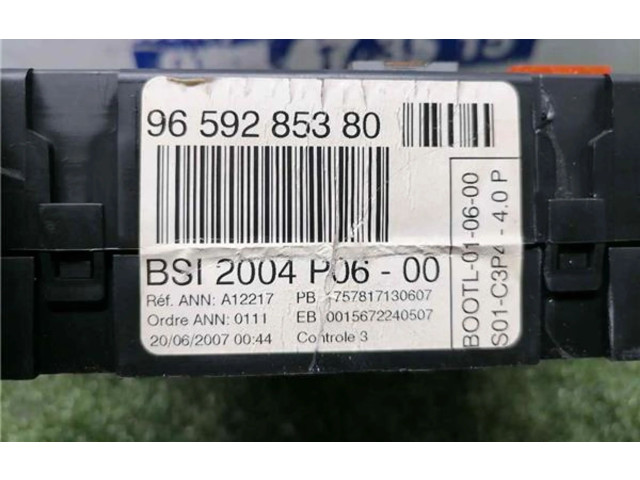 96 592 853 80
BSI 2004 P06 - 00
Réf. ANN: A12217 PB 757817130607
Ordre ANN: 0111 EB 0015672240507
20/06/2007 00:44 Controle 3
BOOTL-01-06-00
S01-C3P4 - 4.0 P